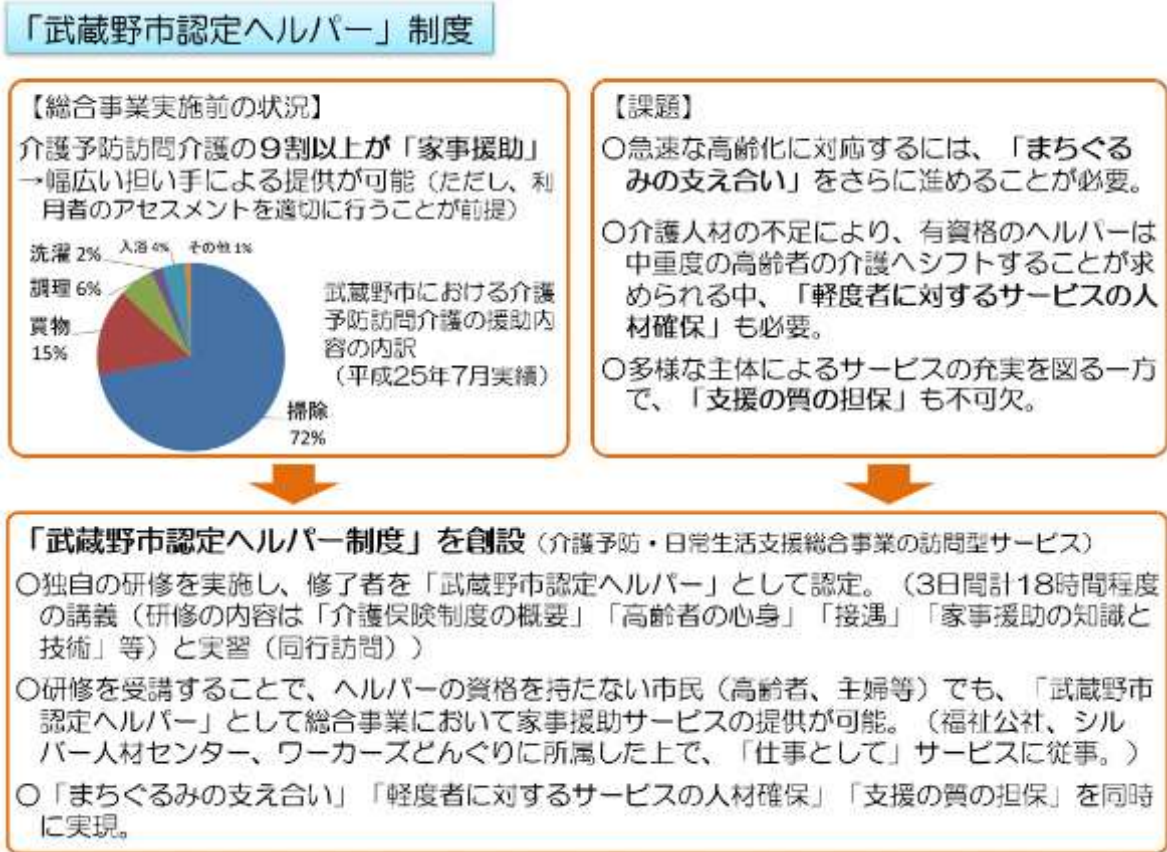 「武蔵野市認定ヘルパー」制度
【総合事業実施前の状況】
介護予防訪問介護の9割以上が「家事援助」
→幅広い担い手による提供が可能（ただし、利
用者のアセスメントを適切に行うことが前提）
洗濯 2%
入浴 4%
その他 1%
調理 6%
買物
15%
掃除
72%
武蔵野市における介護
予防訪問介護の援助内
容の内訳
（平成25年7月実績）
【課題】
○急速な高齢化に対応するには、「まちぐる
みの支え合い」をさらに進めることが必要。
○介護人材の不足により、有資格のヘルパーは
中重度の高齢者の介護へシフトすることが求
められる中、「軽度者に対するサービスの人
材確保」も必要。
○多様な主体によるサービスの充実を図る一方
で、「支援の質の担保」も不可欠。
「武蔵野市認定ヘルパー制度」を創設（介護予防・日常生活支援総合事業の訪問型サービス）
○独自の研修を実施し、修了者を「武蔵野市認定ヘルパー」として認定。（3日間計18時間程度
の講義（研修の内容は「介護保険制度の概要」「高齢者の心身」「接遇」「家事援助の知識と
技術」等）と実習（同行訪問））
○研修を受講することで、ヘルパーの資格を持たない市民（高齢者、主婦等）でも、「武蔵野市
認定ヘルパー」として総合事業において家事援助サービスの提供が可能。（福祉公社、シル
バー人材センター、ワーカーズどんぐりに所属した上で、「仕事として」サービスに従事。）
○「まちぐるみの支え合い」「軽度者に対するサービスの人材確保」「支援の質の担保」を同時
に実現。